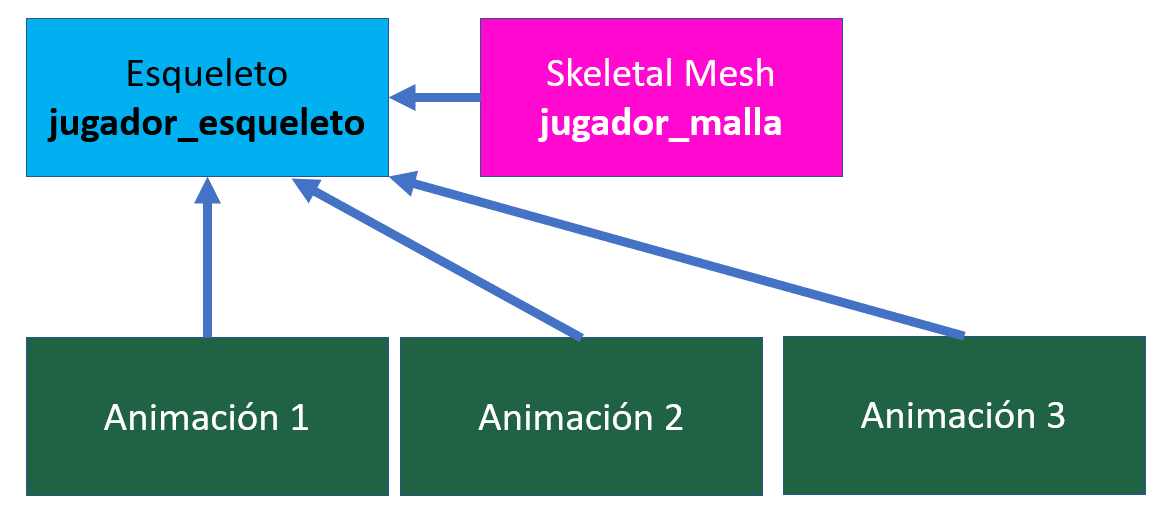 Esqueleto
jugador_esqueleto
Skeletal Mesh
jugador_malla
Animación 1
Animación 2
Animación 3